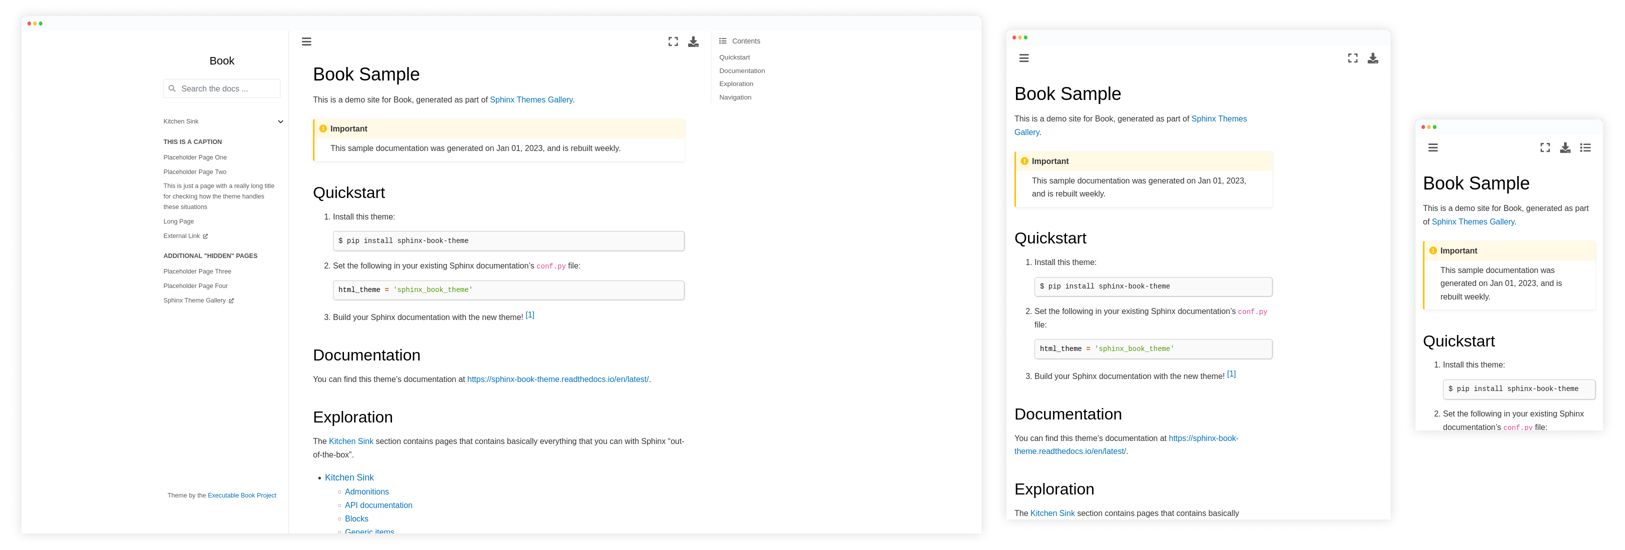 Book
Search the docs ...
Kitchen Sink
THIS IS A CAPTION
Placeholder Page One
Placeholder Page Two
This is just a page with a really long title
for checking how the theme handles
these situations
Long Page
External Link
ADDITIONAL "HIDDEN" PAGES
Placeholder Page Three
Placeholder Page Four
Sphinx Theme Gallery
Theme by the Executable Book Project
Book Sample
This is a demo site for Book, generated as part of Sphinx Themes Gallery.
Important
This sample documentation was generated on Jan 01, 2023, and is rebuilt weekly.
Quickstart
1. Install this theme:
$ pip install sphinx-book-theme
2. Set the following in your existing Sphinx documentation’s conf.py file:
html_theme = 'sphinx_book_theme'
3. Build your Sphinx documentation with the new theme! [1]
Documentation
You can find this theme’s documentation at https://sphinx-book-theme.readthedocs.io/en/latest/.
Exploration
The Kitchen Sink section contains pages that contains basically everything that you can with Sphinx “out-
of-the-box”.
• Kitchen Sink
◦ Admonitions
◦ API documentation
◦ Blocks
◦ Generic items
Contents
Quickstart
Documentation
Exploration
Navigation
Book Sample
This is a demo site for Book, generated as part of Sphinx Themes
Gallery.
Important
This sample documentation was generated on Jan 01, 2023,
and is rebuilt weekly.
Quickstart
1. Install this theme:
$ pip install sphinx-book-theme
2. Set the following in your existing Sphinx documentation’s conf.py
file:
html_theme = 'sphinx_book_theme'
3. Build your Sphinx documentation with the new theme! [1]
Documentation
You can find this theme’s documentation at https://sphinx-book-
theme.readthedocs.io/en/latest/.
Exploration
The Kitchen Sink section contains pages that contains basically
Book Sample
This is a demo site for Book, generated as part
of Sphinx Themes Gallery.
Important
This sample documentation was
generated on Jan 01, 2023, and is
rebuilt weekly.
Quickstart
1. Install this theme:
$ pip install sphinx-book-theme
2. Set the following in your existing Sphinx
documentation’s conf.py file: